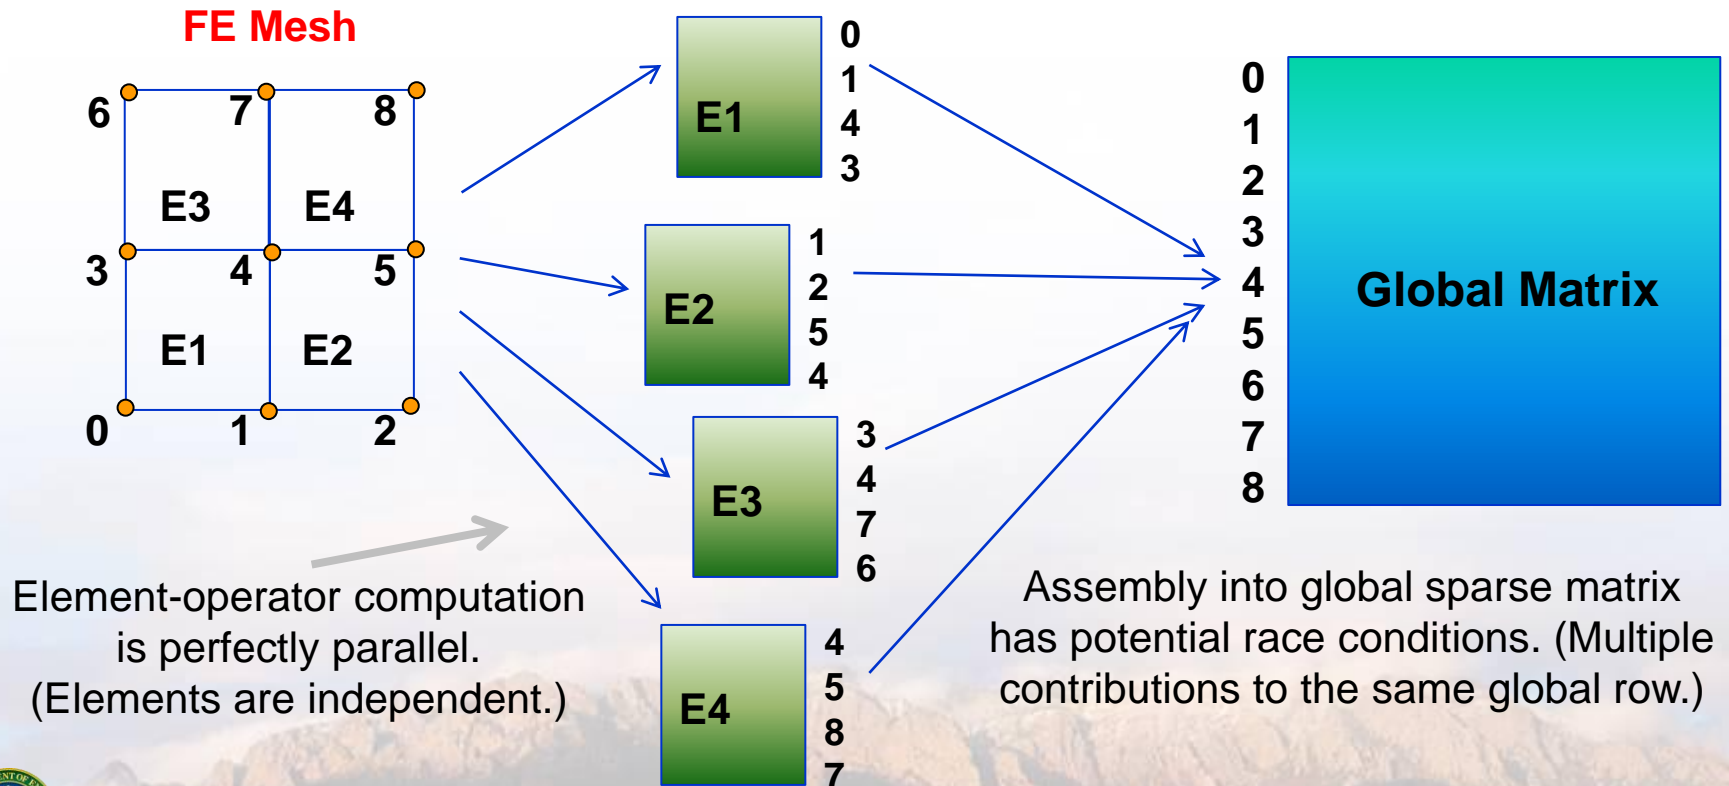 FE Mesh
6 7 8
E3 E4
3 4 5
E1 E2
0 1 2
E1
0
1
4
3
E2
1
2
5
4
E3
3
4
7
6
E4
4
5
8
7
0
1
2
3
4
5
6
7
8
Global Matrix
Element-operator computation
is perfectly parallel.
(Elements are independent.)
Assembly into global sparse matrix
has potential race conditions. (Multiple
contributions to the same global row.)